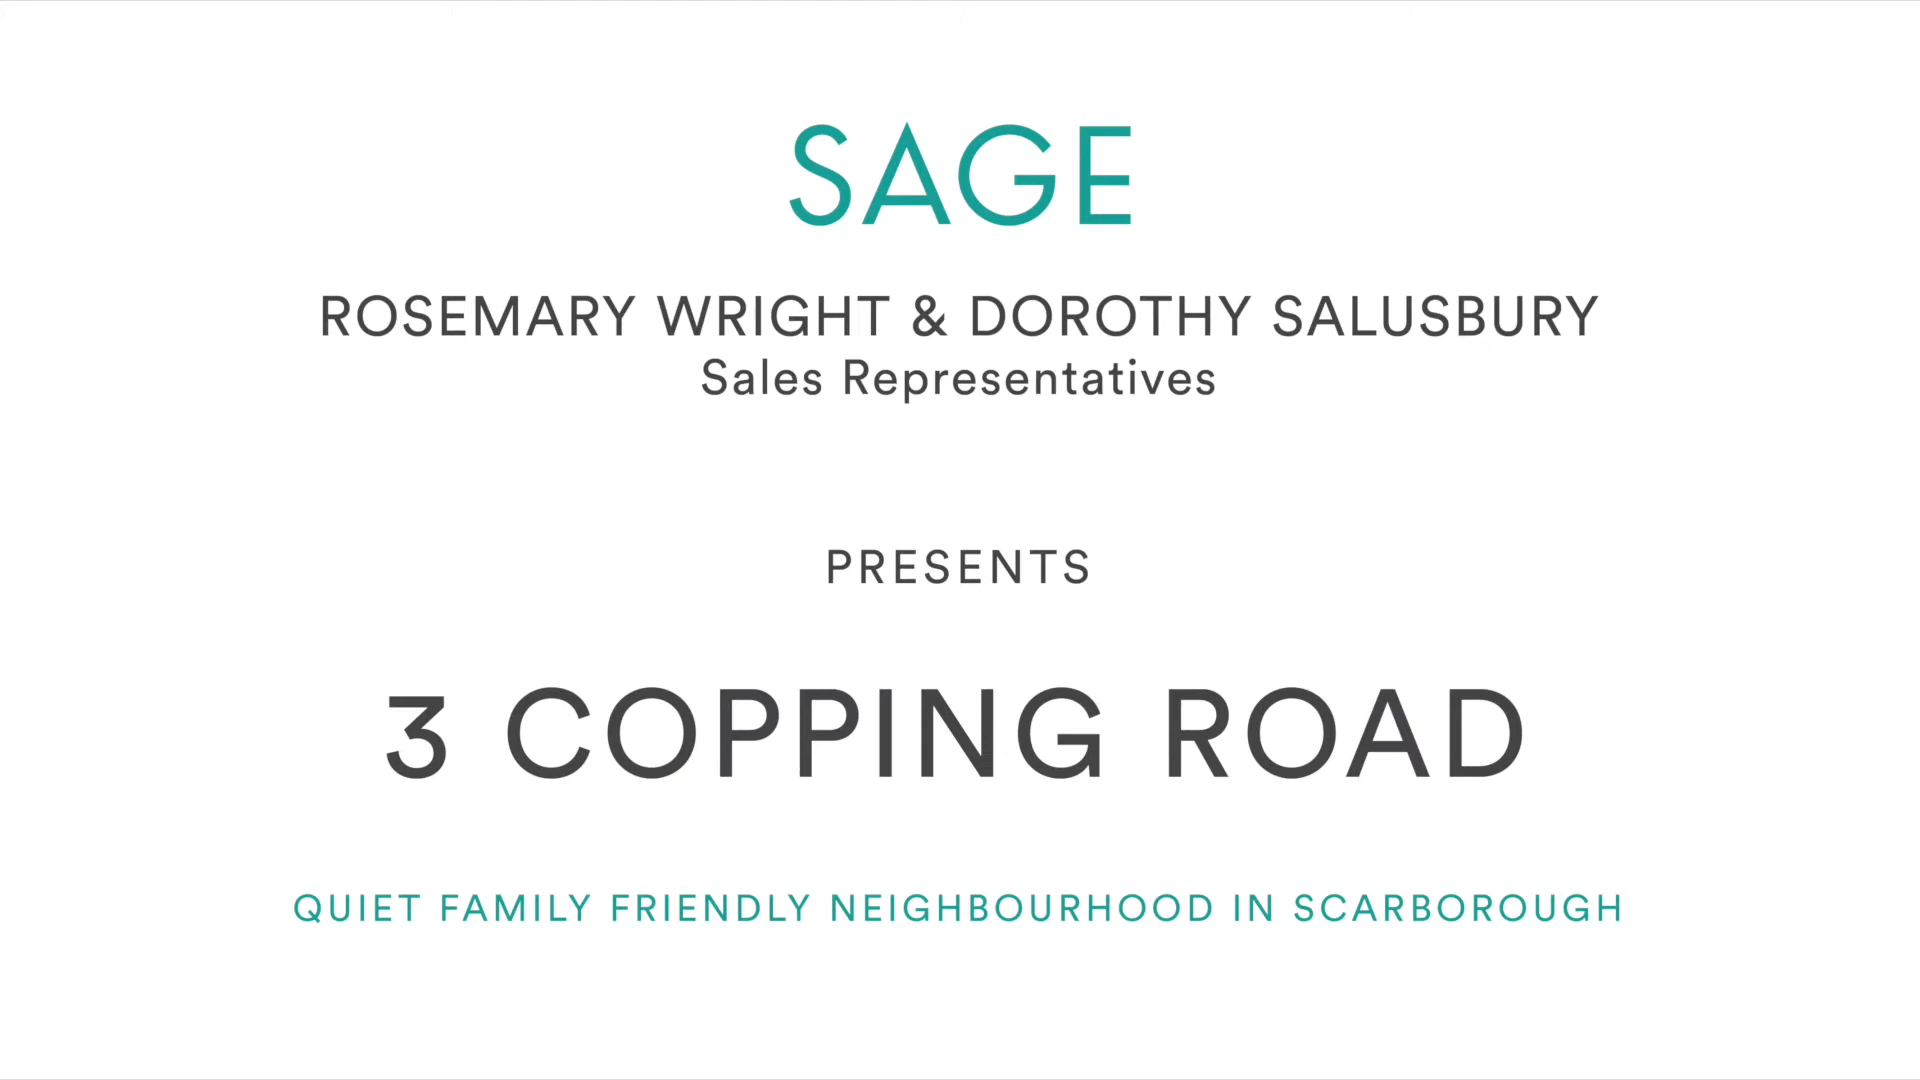 SAGE
ROSEMARY WRIGHT & DOROTHY SALUSBURY
Sales Representatives
PRESENTS
3 COPPING ROAD
QUIET FAMILY FRIENDLY NEIGHBOURHOOD IN SCARBOROUGH